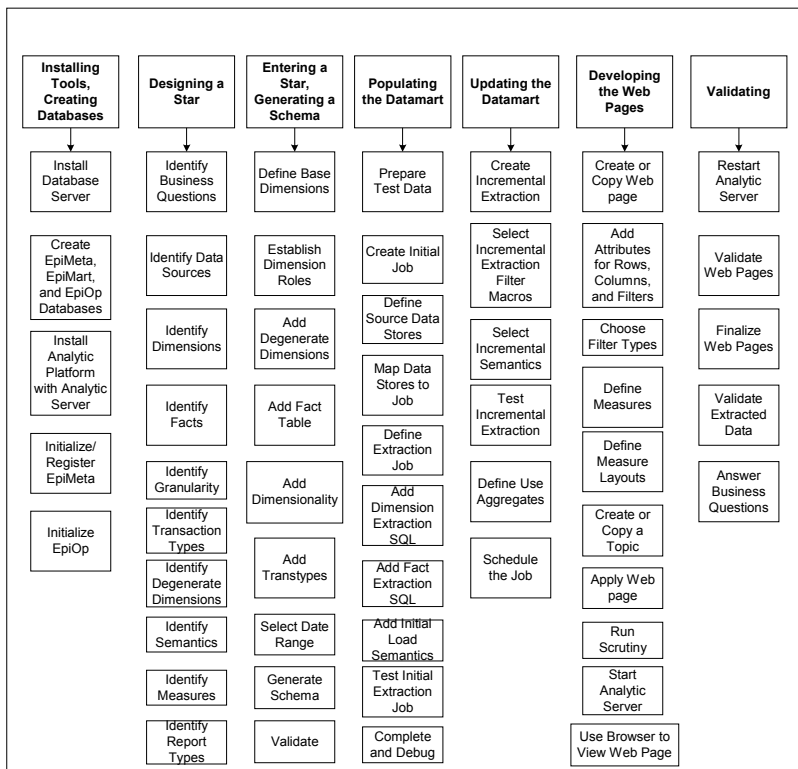 Installing
Tools,
Creating
Databases
Install
Database
Server
Create
EpiMeta,
EpiMart,
and EpiOp
Databases
Install
Analytic
Platform
with Analytic
Server
Initialize/
Register
EpiMeta
Initialize
EpiOp
Designing a
Star
Identify
Business
Questions
Identify Data
Sources
Identify
Dimensions
Identify
Facts
Identify
Granularity
Identify
Transaction
Types
Identify
Degenerate
Dimensions
Identify
Semantics
Identify
Measures
Identify
Report
Types
Entering a
Star,
Generating a
Schema
Define Base
Dimensions
Establish
Dimension
Roles
Add
Degenerate
Dimensions
Add Fact
Table
Add
Dimensionality
Add
Transtypes
Select Date
Range
Generate
Schema
Validate
Populating
the Datamart
Prepare
Test Data
Create Initial
Job
Define
Source Data
Stores
Map Data
Stores to
Job
Define
Extraction
Job
Add
Dimension
Extraction
SQL
Add Fact
Extraction
SQL
Add Initial
Load
Semantics
Test Initial
Extraction
Job
Complete
and Debug
Updating the
Datamart
Create
Incremental
Extraction
Select
Incremental
Extraction
Filter
Macros
Select
Incremental
Semantics
Test
Incremental
Extraction
Define Use
Aggregates
Schedule
the Job
Developing
the Web
Pages
Create or
Copy Web
page
Add
Attributes
for Rows,
Columns,
and Filters
Choose
Filter Types
Define
Measures
Define
Measure
Layouts
Create or
Copy a
Topic
Apply Web
page
Run
Scrutiny
Start
Analytic
Server
Use Browser to
View Web Page
Validating
Restart
Analytic
Server
Validate
Web Pages
Finalize
Web Pages
Validate
Extracted
Data
Answer
Business
Questions